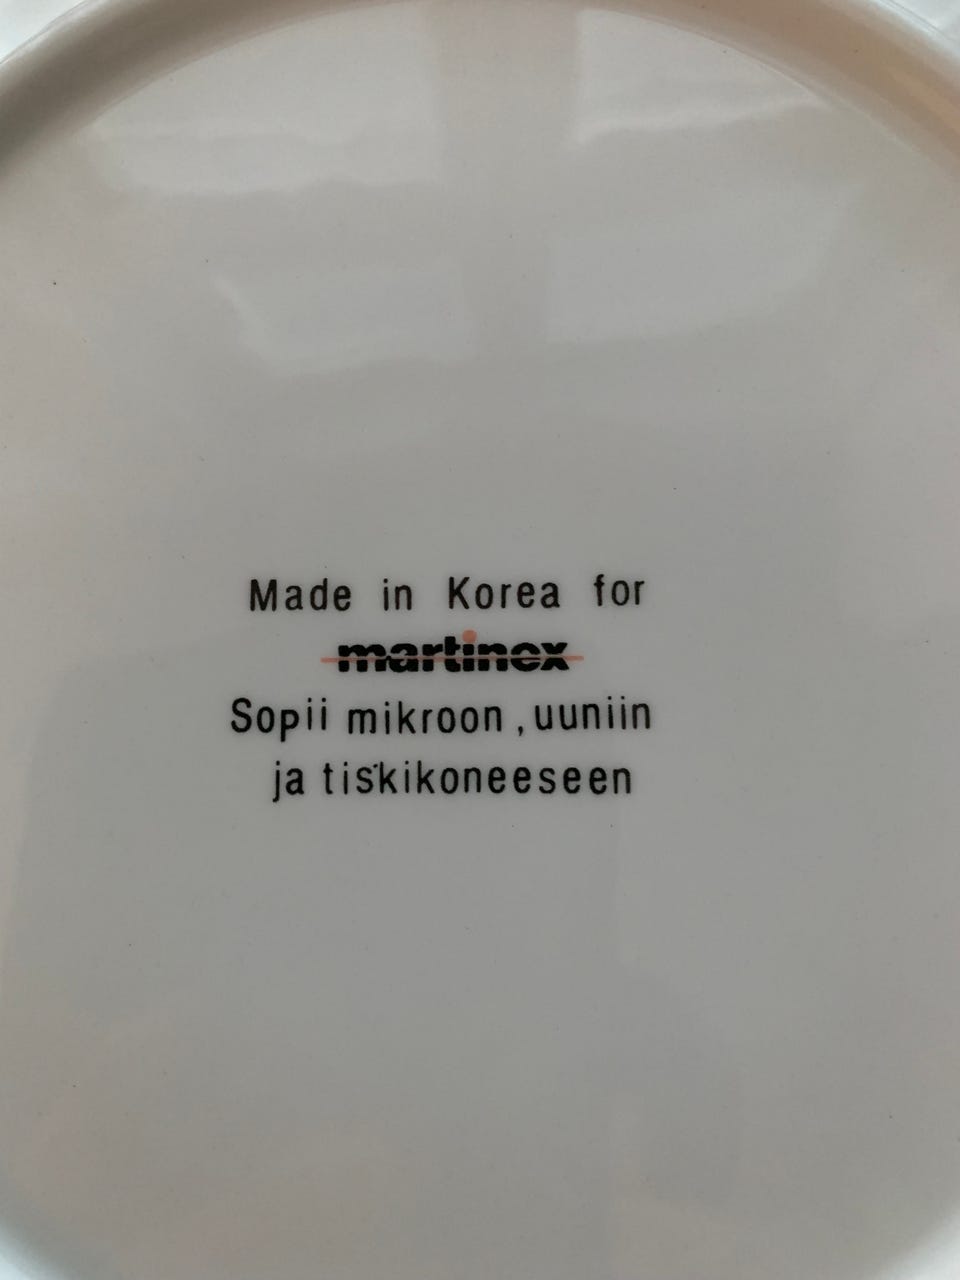 Made in Korea for
martinex
Sopii mikroon ,uuniin
ja tiskikoneeseen